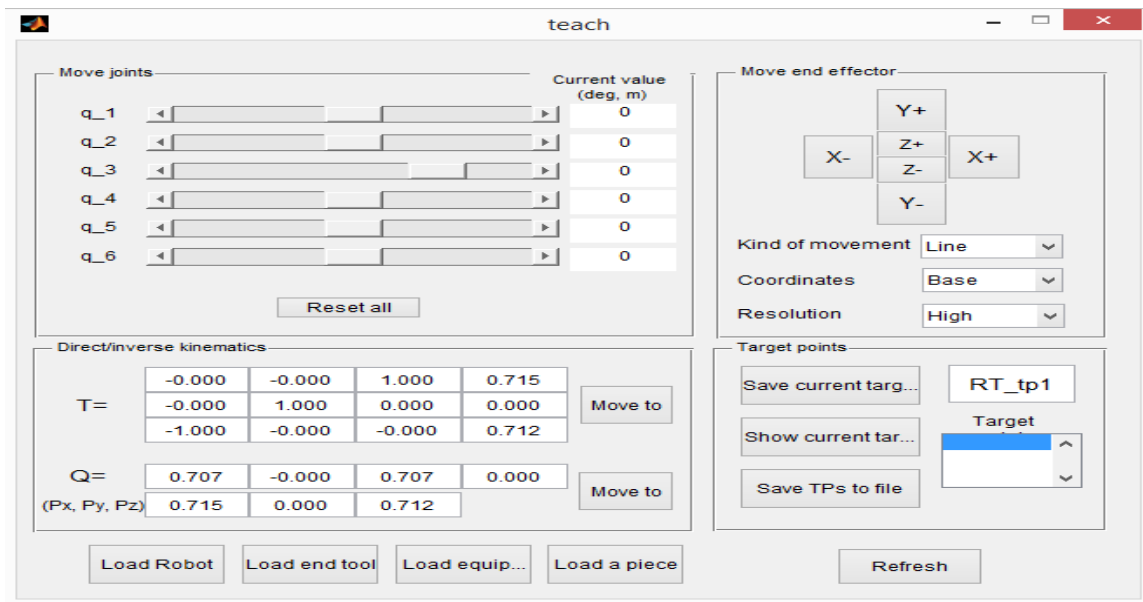 teach
Move joints
Current value
(deg, m)
q_1 0
q_2 0
q_3 0
q_4 0
q_5 0
q_6 0
Reset all
Move end effector
Y+
X- Z+ X+
Z-
Y-
Kind of movement Line
Coordinates Base
Resolution High
Direct/inverse kinematics
-0.000 -0.000 1.000 0.715
T= -0.000 1.000 0.000 0.000 Move to
-1.000 -0.000 -0.000 0.712
Q= 0.707 -0.000 0.707 0.000
Move to
(Px, Py, Pz) 0.715 0.000 0.712
Target points
Save current targ... RT_tp1
Target
Show current tar...
Save TPs to file
Load Robot Load end tool Load equip... Load a piece Refresh